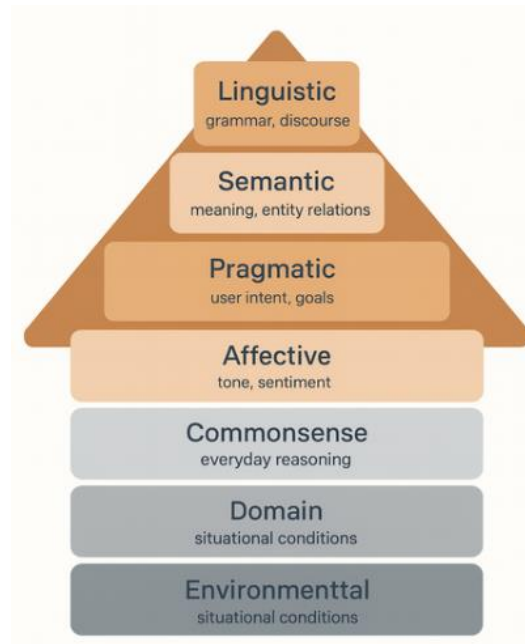 Linguistic
grammar, discourse
Semantic
meaning, entity relations
Pragmatic
user intent, goals
Affective
tone, sentiment
Commonsense
everyday reasoning
Domain
situational conditions
Environmenttal
situational conditions